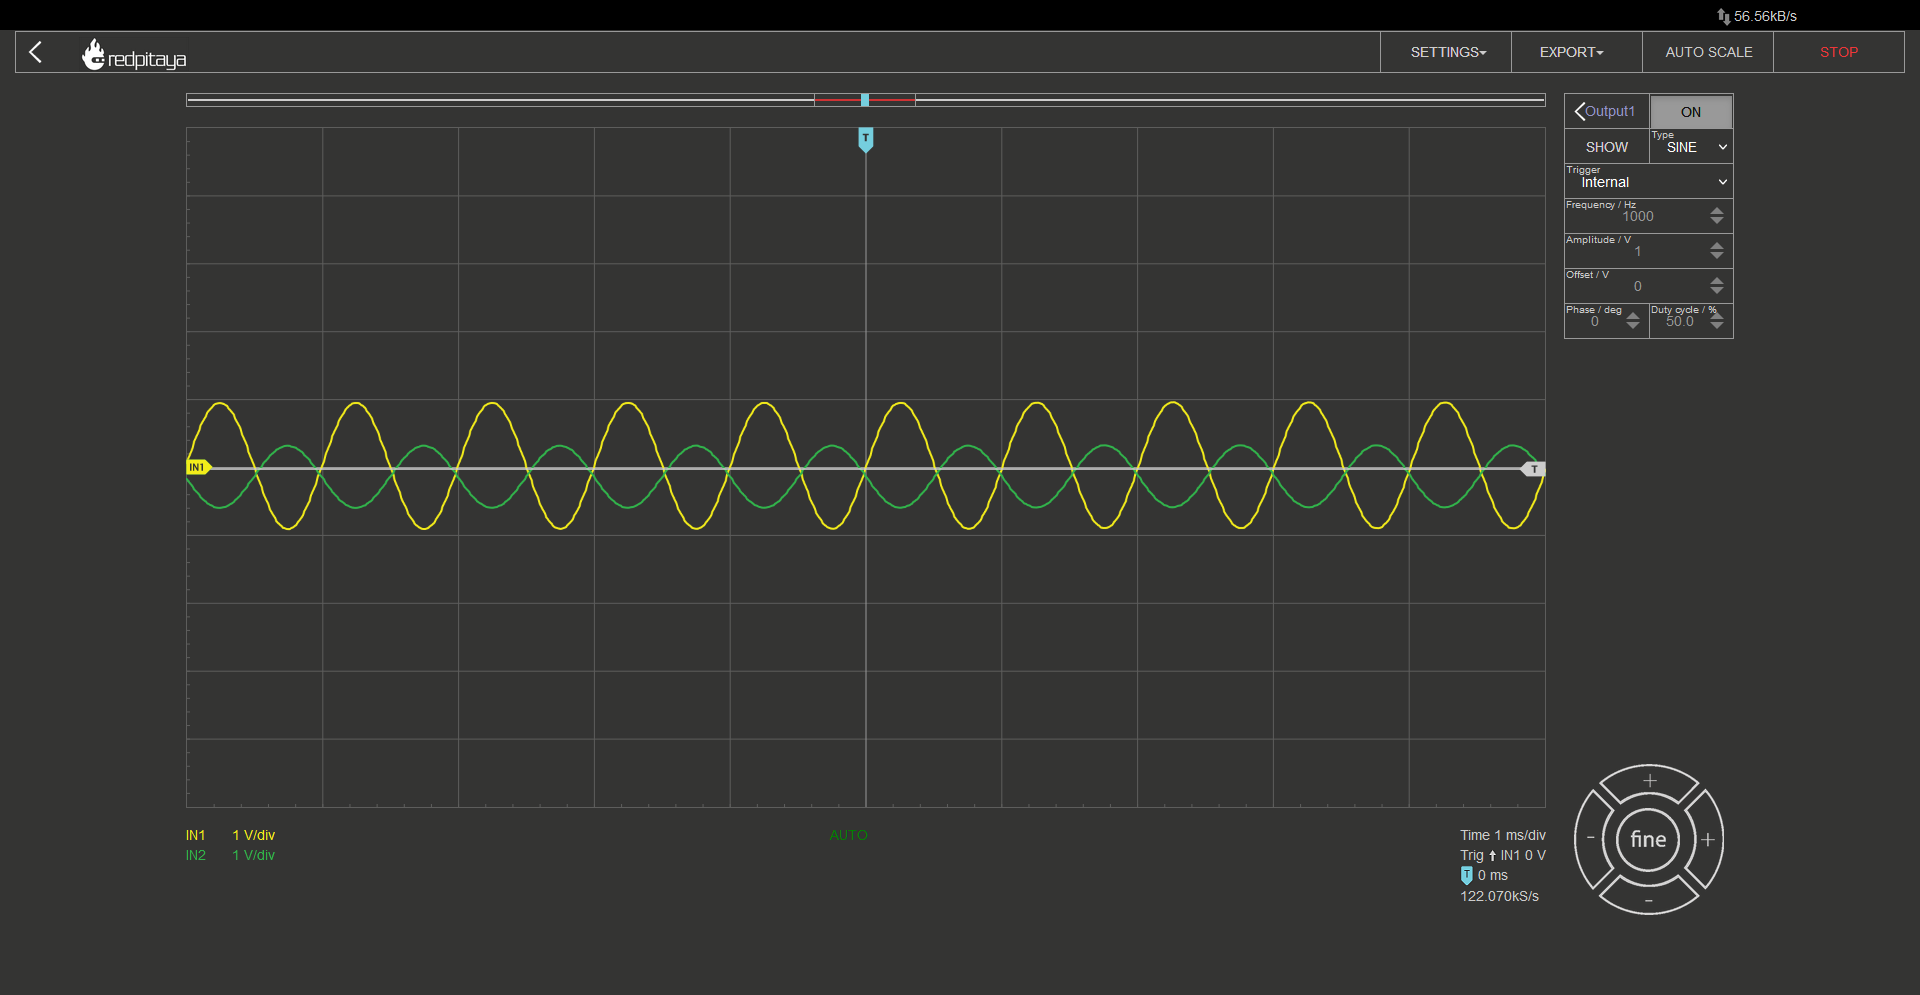 56.56kB/s
redpitaya
SETTINGS
EXPORT
AUTO SCALE
STOP
Output1
ON
SHOW
Type
SINE
Trigger
Internal
Frequency / Hz
1000
Amplitude / V
1
Offset / V
0
Phase / deg
0
Duty cycle / %
50.0
T
IN1
T
IN1 1 V/div
IN2 1 V/div
AUTO
Time 1 ms/div
Trig IN1 0 V
T 0 ms
122.070kS/s
+
-
fine
+
-